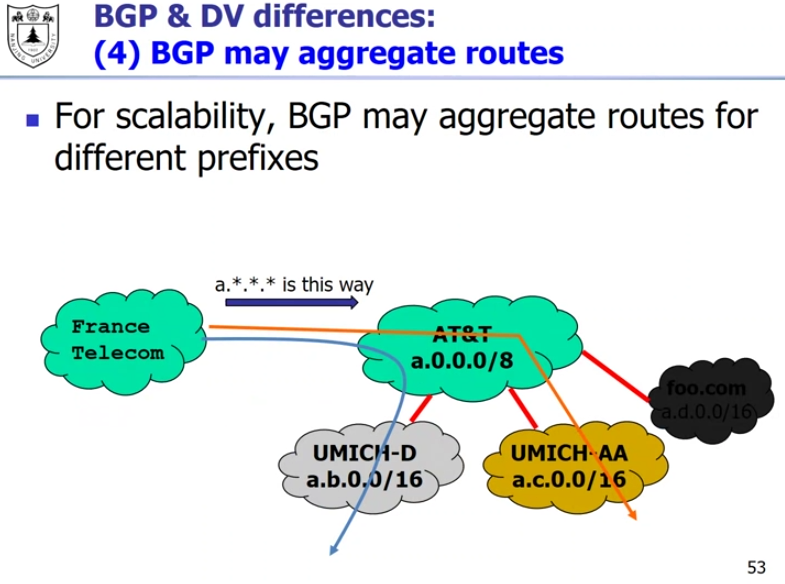 BGP & DV differences:
(4) BGP may aggregate routes
NANJING UNIVERSITY
For scalability, BGP may aggregate routes for
different prefixes
a.*.*.* is this way
France
Telecom
AT&T
a.0.0.0/8
foo.com
a.d.0.0/16
UMICH-D
a.b.0.0/16
UMICH-AA
a.c.0.0/16
53